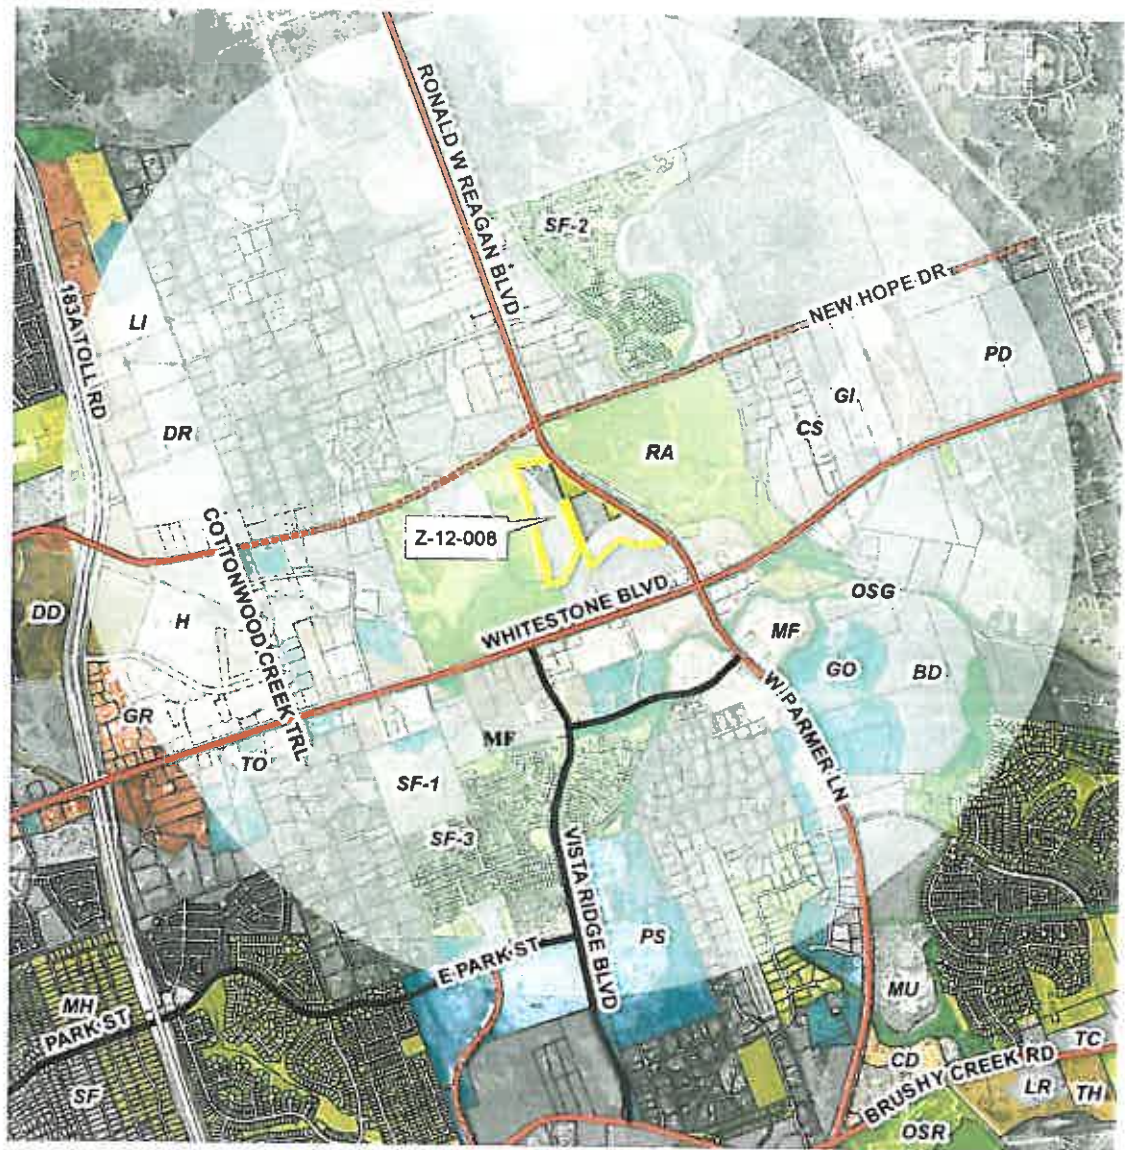 RONALD W REAGAN BLVD
SF-2
183A TOLL RD
LI
NEW HOPE DR.
PD
GI
CS
DR
RA
Z-12-008
COTTONWOOD CREEK TRL
WHITESTONE BLVD
OSG
DD
H
MF
GO
BD
W PARMER LN
GR
MF
TO
SF-1
SF-3
VISTA RIDGE BLVD
PS
E PARK ST
MU
MH
PARK ST
TC
CD
BRUSHY CREEK RD
LR
TH
SF
OSR